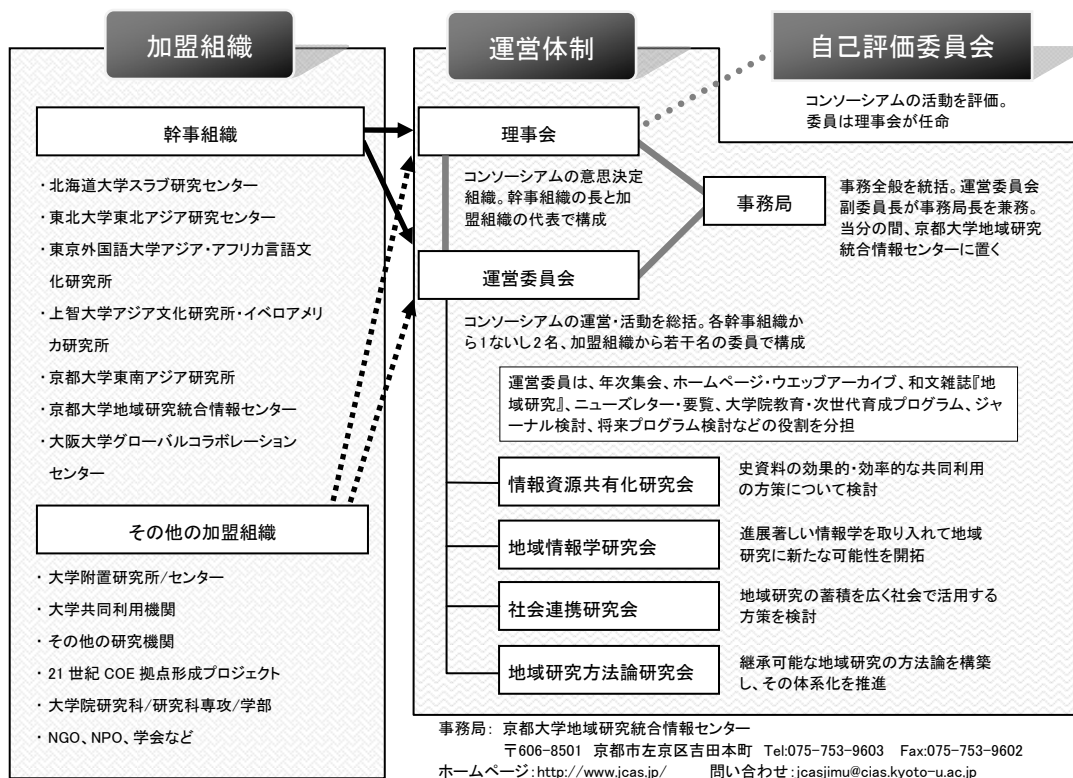 加盟組織
幹事組織
・北海道大学スラブ研究センター
・東北大学東北アジア研究センター
・東京外国語大学アジア・アフリカ言語文
化研究所
・上智大学アジア文化研究所・イベロアメリ
カ研究所
・京都大学東南アジア研究所
・京都大学地域研究統合情報センター
・大阪大学グローバルコラボレーション
センター
その他の加盟組織
・大学附置研究所/センター
・大学共同利用機関
・その他の研究機関
・21 世紀 COE 拠点形成プロジェクト
・大学院研究科/研究科専攻/学部
・NGO、NPO、学会など
運営体制
理事会
コンソーシアムの意思決定
組織。幹事組織の長と加
盟組織の代表で構成
運営委員会
コンソーシアムの運営・活動を総括。各幹事組織か
ら1ないし2名、加盟組織から若干名の委員で構成
運営委員は、年次集会、ホームページ・ウエッブアーカイブ、和文雑誌『地
域研究』、ニューズレター・要覧、大学院教育・次世代育成プログラム、ジャ
ーナル検討、将来プログラム検討などの役割を分担
情報資源共有化研究会
史資料の効果的・効率的な共同利用
の方策について検討
地域情報学研究会
進展著しい情報学を取り入れて地域
研究に新たな可能性を開拓
社会連携研究会
地域研究の蓄積を広く社会で活用する
方策を検討
地域研究方法論研究会
継承可能な地域研究の方法論を構築
し、その体系化を推進
自己評価委員会
コンソーシアムの活動を評価。
委員は理事会が任命
事務局
事務全般を統括。運営委員会
副委員長が事務局長を兼務。
当分の間、京都大学地域研究
統合情報センターに置く
事務局: 京都大学地域研究統合情報センター
〒606-8501 京都市左京区吉田本町 Tel:075-753-9603 Fax:075-753-9602
ホームページ:http://www.jcas.jp/ 問い合わせ:jcasjimu@cias.kyoto-u.ac.jp